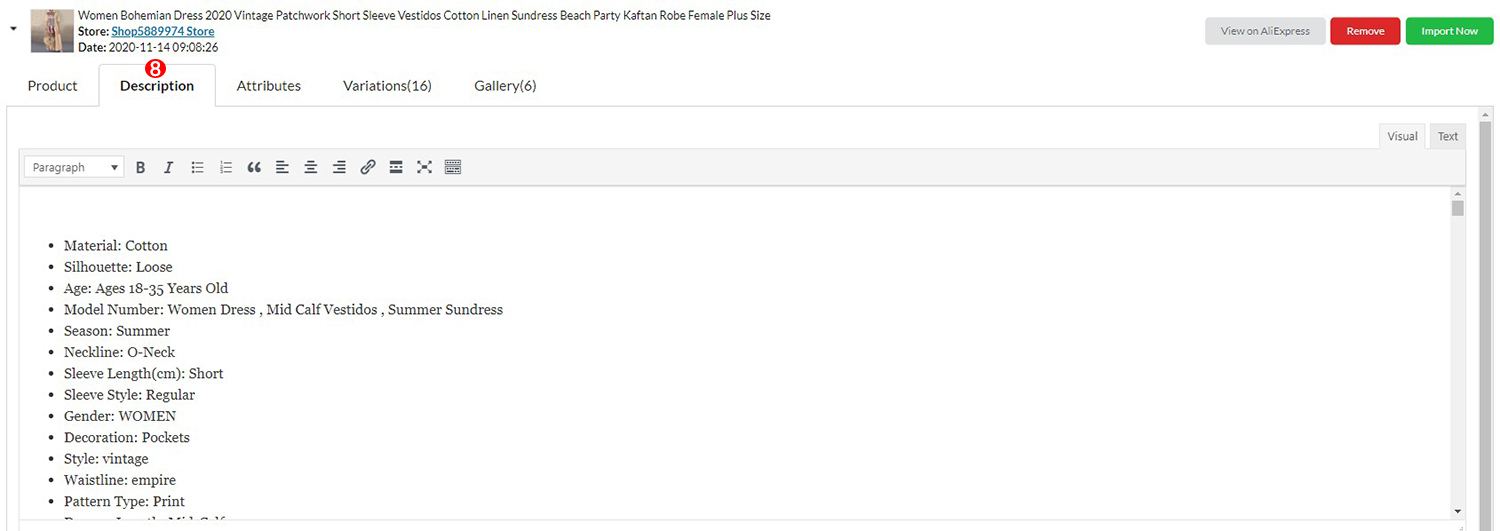 Women Bohemian Dress 2020 Vintage Patchwork Short Sleeve Vestidos Cotton Linen Sundress Beach Party Kaftan Robe Female Plus Size
Store: Shop5889974 Store
Date: 2020-11-14 09:08:26
View on AliExpress
Remove
Import Now
8
Product
Description
Attributes
Variations(16)
Gallery(6)
Visual
Text
Paragraph
Material: Cotton
Silhouette: Loose
Age: Ages 18-35 Years Old
Model Number: Women Dress , Mid Calf Vestidos , Summer Sundress
Season: Summer
Neckline: O-Neck
Sleeve Length(cm): Short
Sleeve Style: Regular
Gender: WOMEN
Decoration: Pockets
Style: vintage
Waistline: empire
Pattern Type: Print